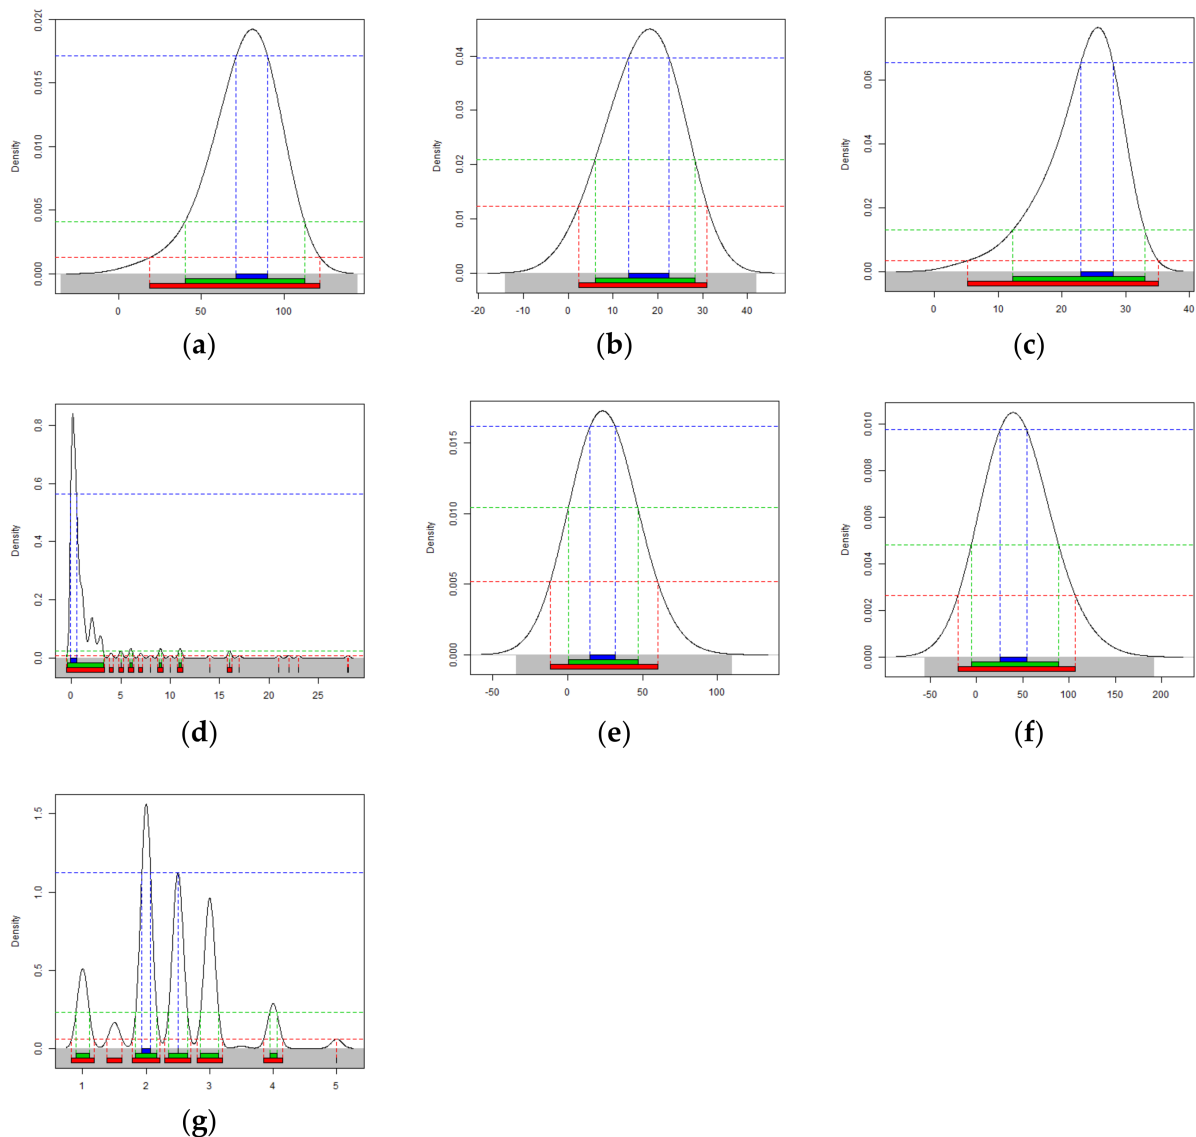 0.000 0.005 0.010 0.015 0.020
Density
0 50 100
(a)
0.00 0.01 0.02 0.03 0.04
Density
-20 -10 0 10 20 30 40
(b)
0.00 0.02 0.04 0.06
Density
0 10 20 30 40
(c)
0.0 0.2 0.4 0.6 0.8
Density
0 5 10 15 20 25
(d)
0.000 0.005 0.010 0.015
Density
-50 0 50 100
(e)
0.000 0.002 0.004 0.006 0.008 0.010
Density
-50 0 50 100 150 200
(f)
0.0 0.5 1.0 1.5
Density
1 2 3 4 5
(g)